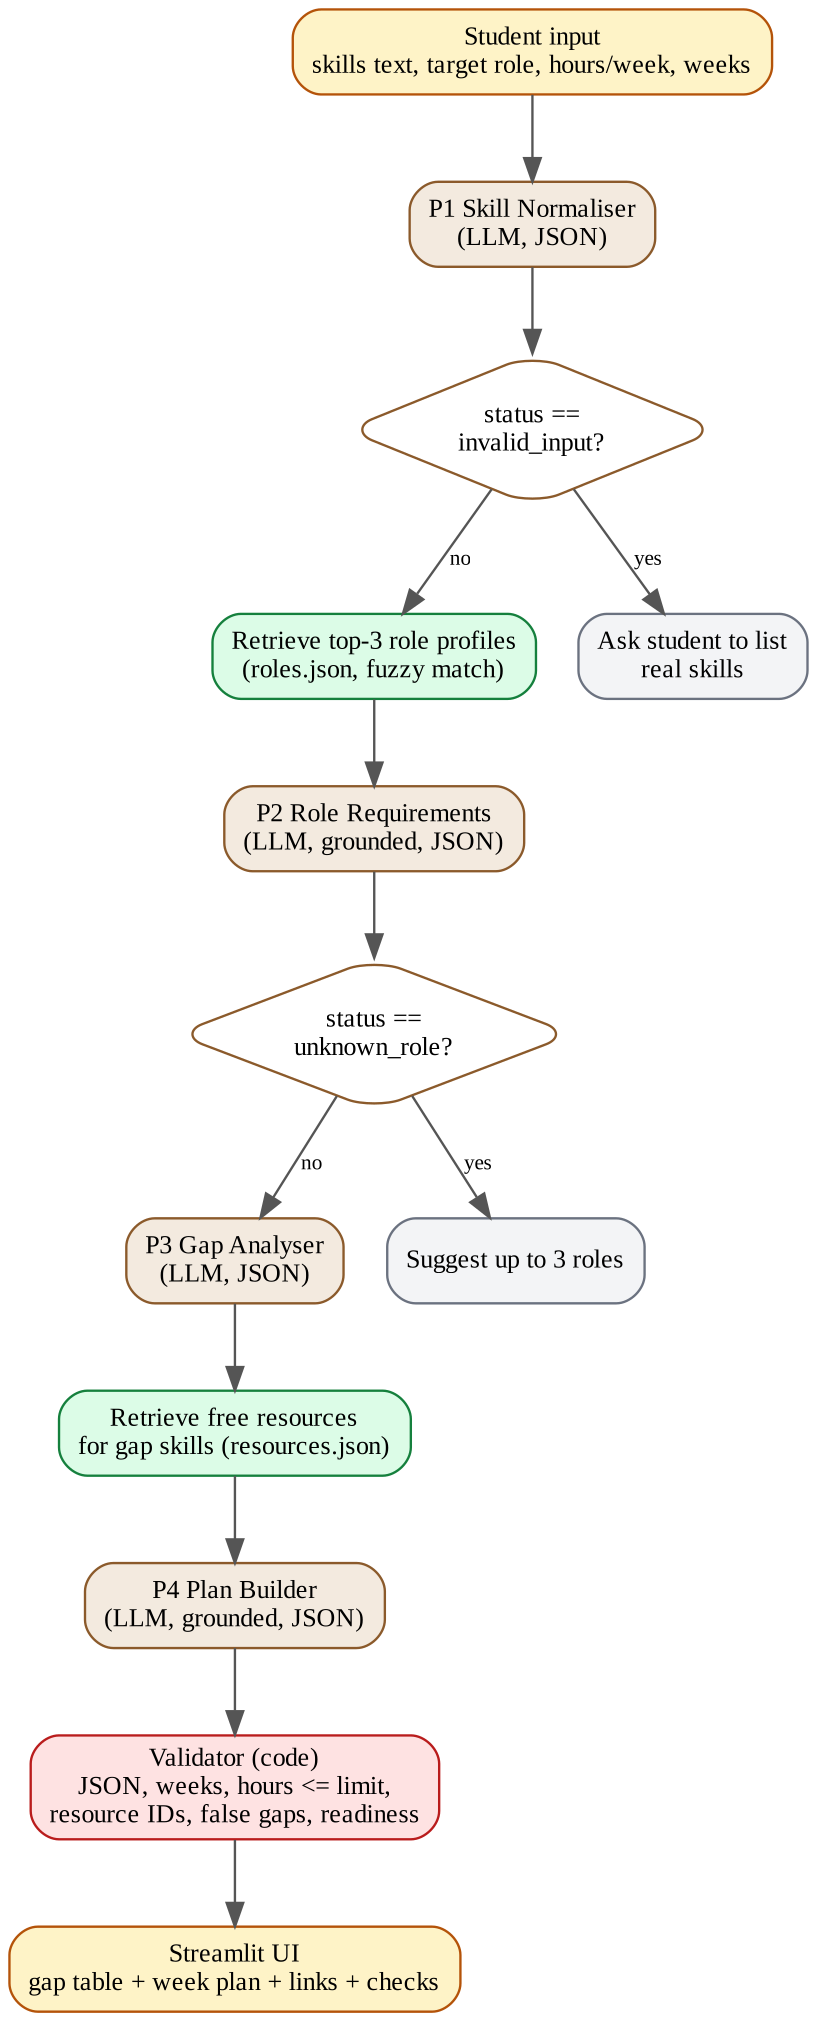 Student input
skills text, target role, hours/week, weeks
P1 Skill Normaliser
(LLM, JSON)
status ==
invalid_input?
no
yes
Retrieve top-3 role profiles
(roles.json, fuzzy match)
Ask student to list
real skills
P2 Role Requirements
(LLM, grounded, JSON)
status ==
unknown_role?
no
yes
P3 Gap Analyser
(LLM, JSON)
Suggest up to 3 roles
Retrieve free resources
for gap skills (resources.json)
P4 Plan Builder
(LLM, grounded, JSON)
Validator (code)
JSON, weeks, hours <= limit,
resource IDs, false gaps, readiness
Streamlit UI
gap table + week plan + links + checks